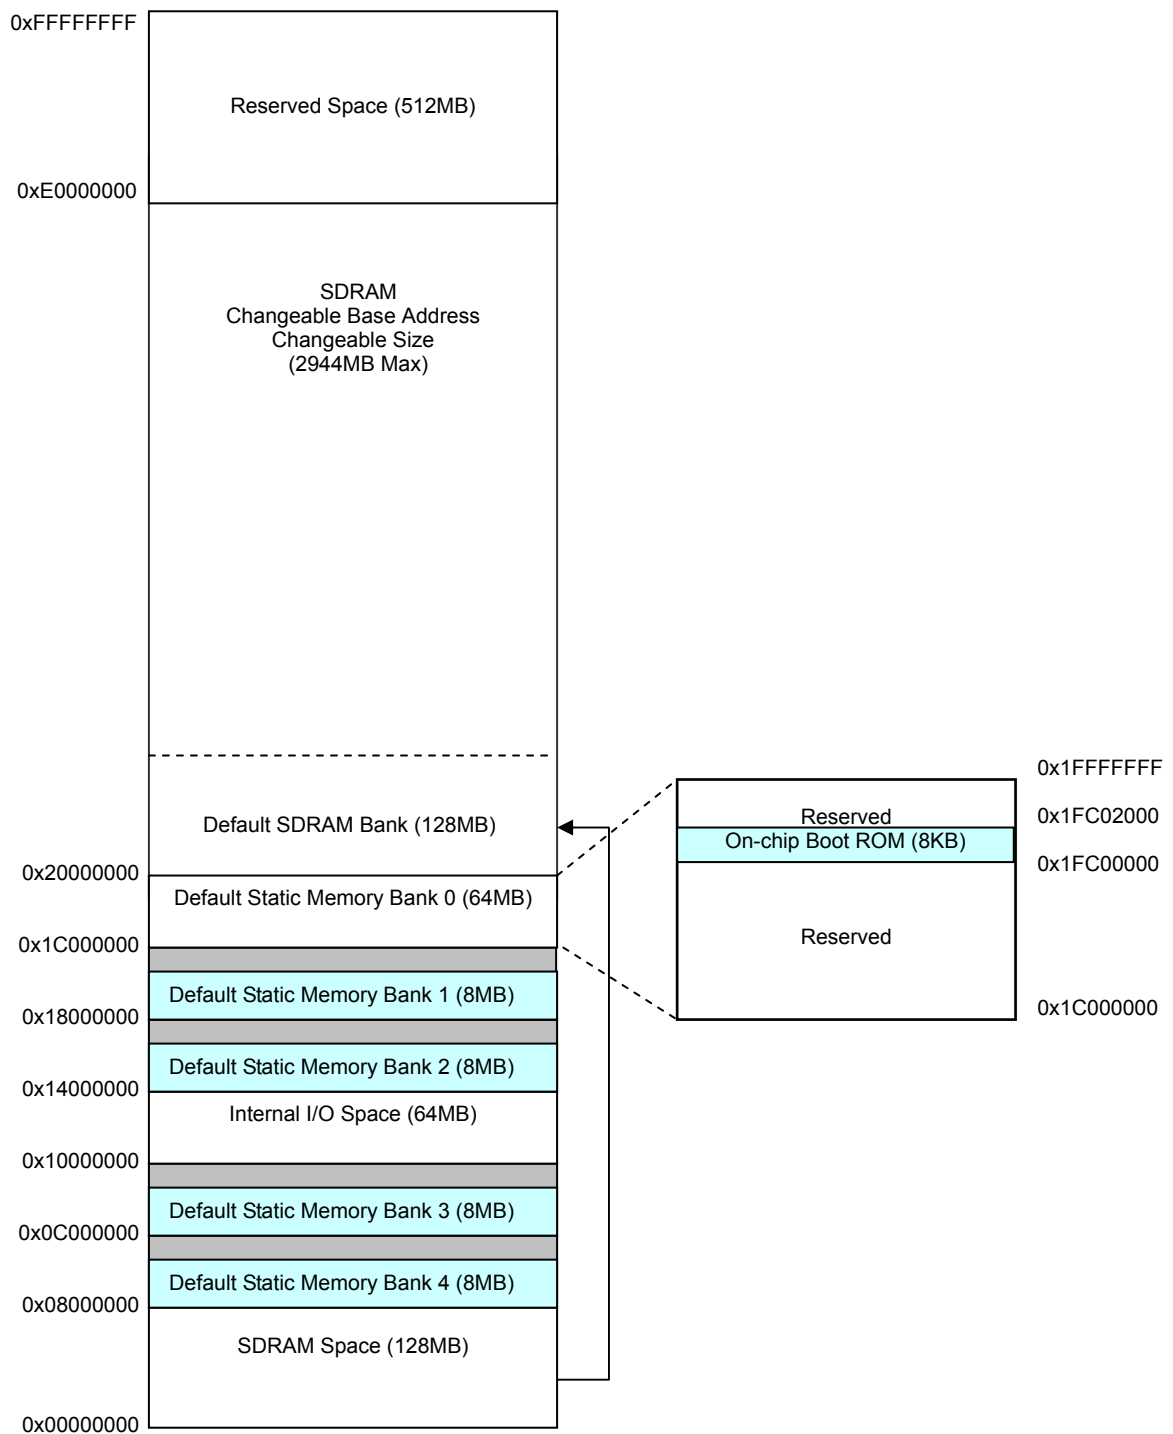 0xFFFFFFFF
Reserved Space (512MB)
0xE0000000
SDRAM
Changeable Base Address
Changeable Size
(2944MB Max)
Default SDRAM Bank (128MB)
0x20000000
Default Static Memory Bank 0 (64MB)
0x1C000000
Default Static Memory Bank 1 (8MB)
0x18000000
Default Static Memory Bank 2 (8MB)
0x14000000
Internal I/O Space (64MB)
0x10000000
Default Static Memory Bank 3 (8MB)
0x0C000000
Default Static Memory Bank 4 (8MB)
0x08000000
SDRAM Space (128MB)
0x00000000
0x1FFFFFFF
Reserved
0x1FC02000
On-chip Boot ROM (8KB)
0x1FC00000
Reserved
0x1C000000